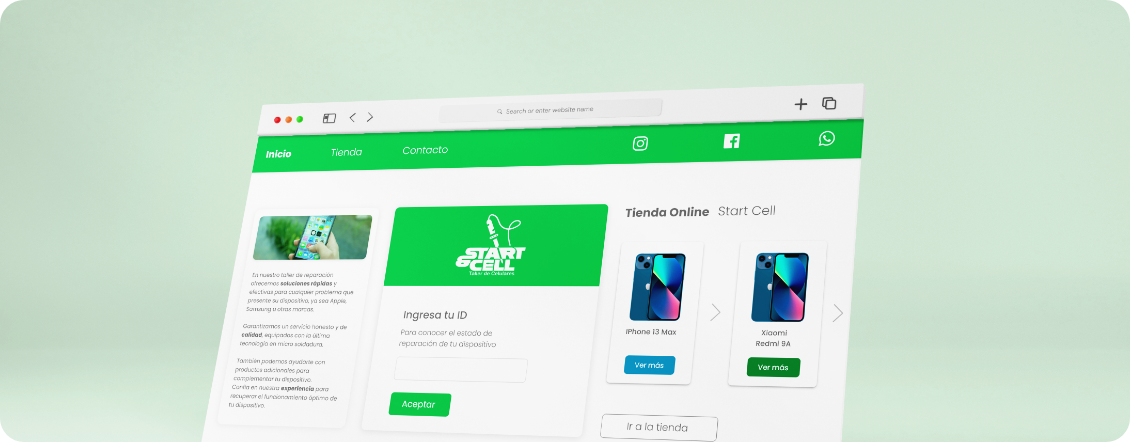 Search or enter website name
Inicio
Tienda
Contacto
En nuestro taller de reparación
ofrecemos soluciones rápidas y
efectivas para cualquier problema que
presente su dispositivo, ya sea Apple,
Samsung u otras marcas.
Garantizamos un servicio honesto y de
calidad, equipados con la última
tecnología en micro soldadura.
También podemos ayudarte con
productos adicionales para
complementar tu dispositivo.
Confía en nuestra experiencia para
recuperar el funcionamiento óptimo de
tu dispositivo.
START
&CELL
Taller de Celulares
Ingresa tu ID
Para conocer el estado de
reparación de tu dispositivo
Aceptar
Tienda Online Start Cell
IPhone 13 Max
Ver más
Xiaomi
Redmi 9A
Ver más
Ir a la tienda